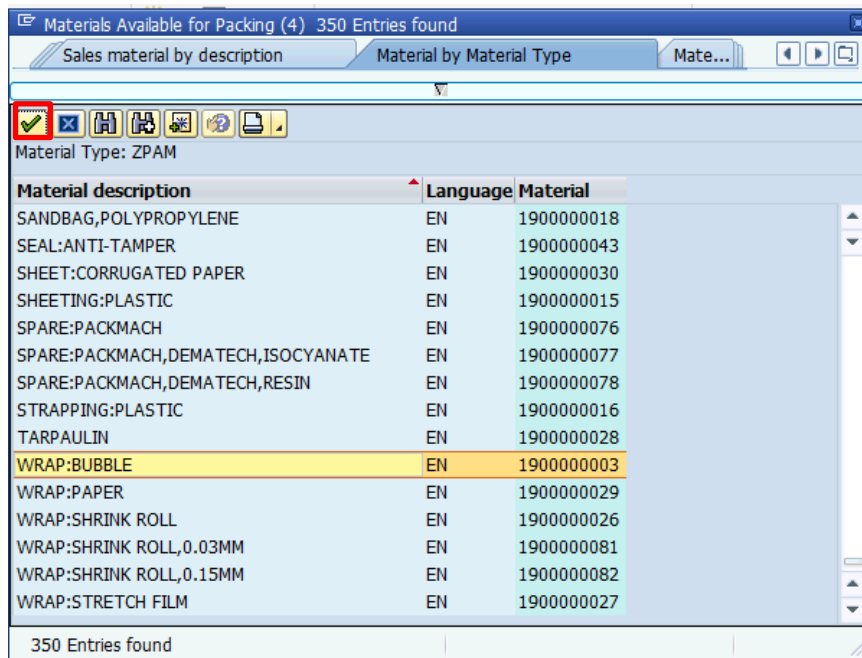 Materials Available for Packing (4) 350 Entries found
Sales material by description Material by Material Type Mate...
Material Type: ZPAM
Material description Language Material
SANDBAG,POLYPROPYLENE EN 1900000018
SEAL:ANTI-TAMPER EN 1900000043
SHEET:CORRUGATED PAPER EN 1900000030
SHEETING:PLASTIC EN 1900000015
SPARE:PACKMACH EN 1900000076
SPARE:PACKMACH,DEMATECH,ISOCYANATE EN 1900000077
SPARE:PACKMACH,DEMATECH,RESIN EN 1900000078
STRAPPING:PLASTIC EN 1900000016
TARPAULIN EN 1900000028
WRAP:BUBBLE EN 1900000003
WRAP:PAPER EN 1900000029
WRAP:SHRINK ROLL EN 1900000026
WRAP:SHRINK ROLL,0.03MM EN 1900000081
WRAP:SHRINK ROLL,0.15MM EN 1900000082
WRAP:STRETCH FILM EN 1900000027
350 Entries found